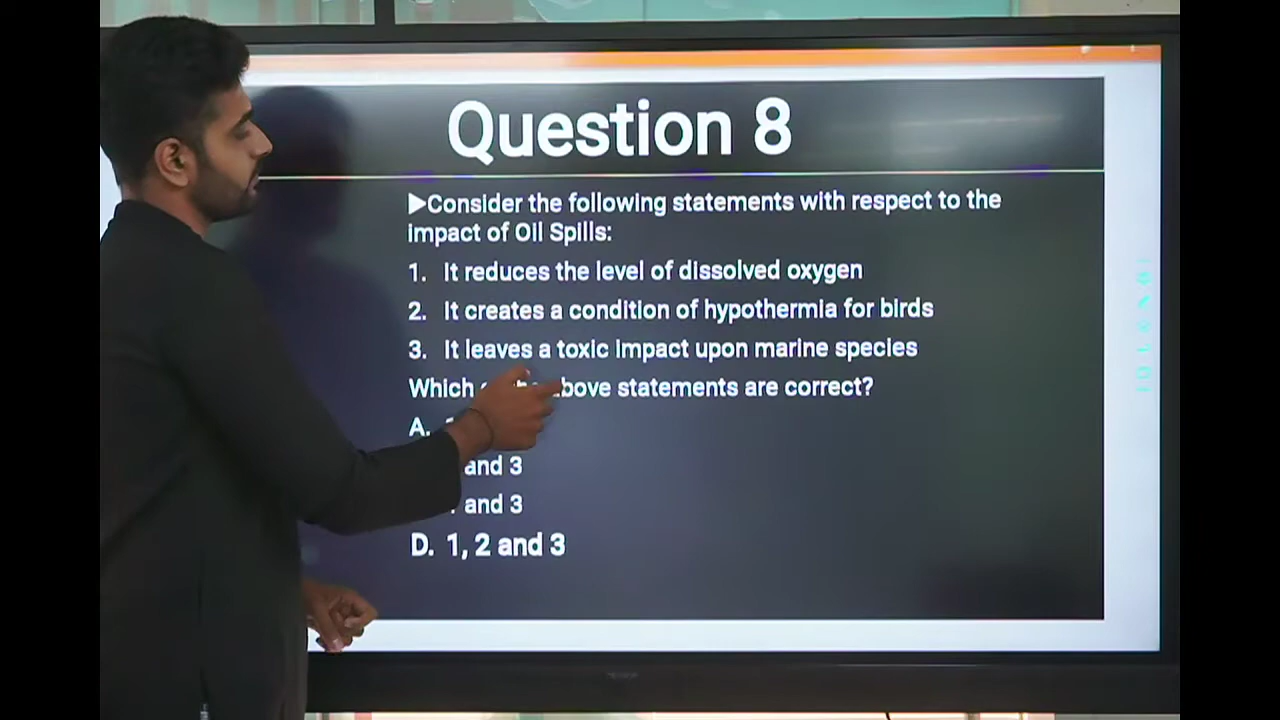 Question 8
▶Consider the following statements with respect to the
impact of Oil Spills:
1. It reduces the level of dissolved oxygen
2. It creates a condition of hypothermia for birds
3. It leaves a toxic impact upon marine species
Which above statements are correct?
A.
and 3
and 3
D. 1, 2 and 3